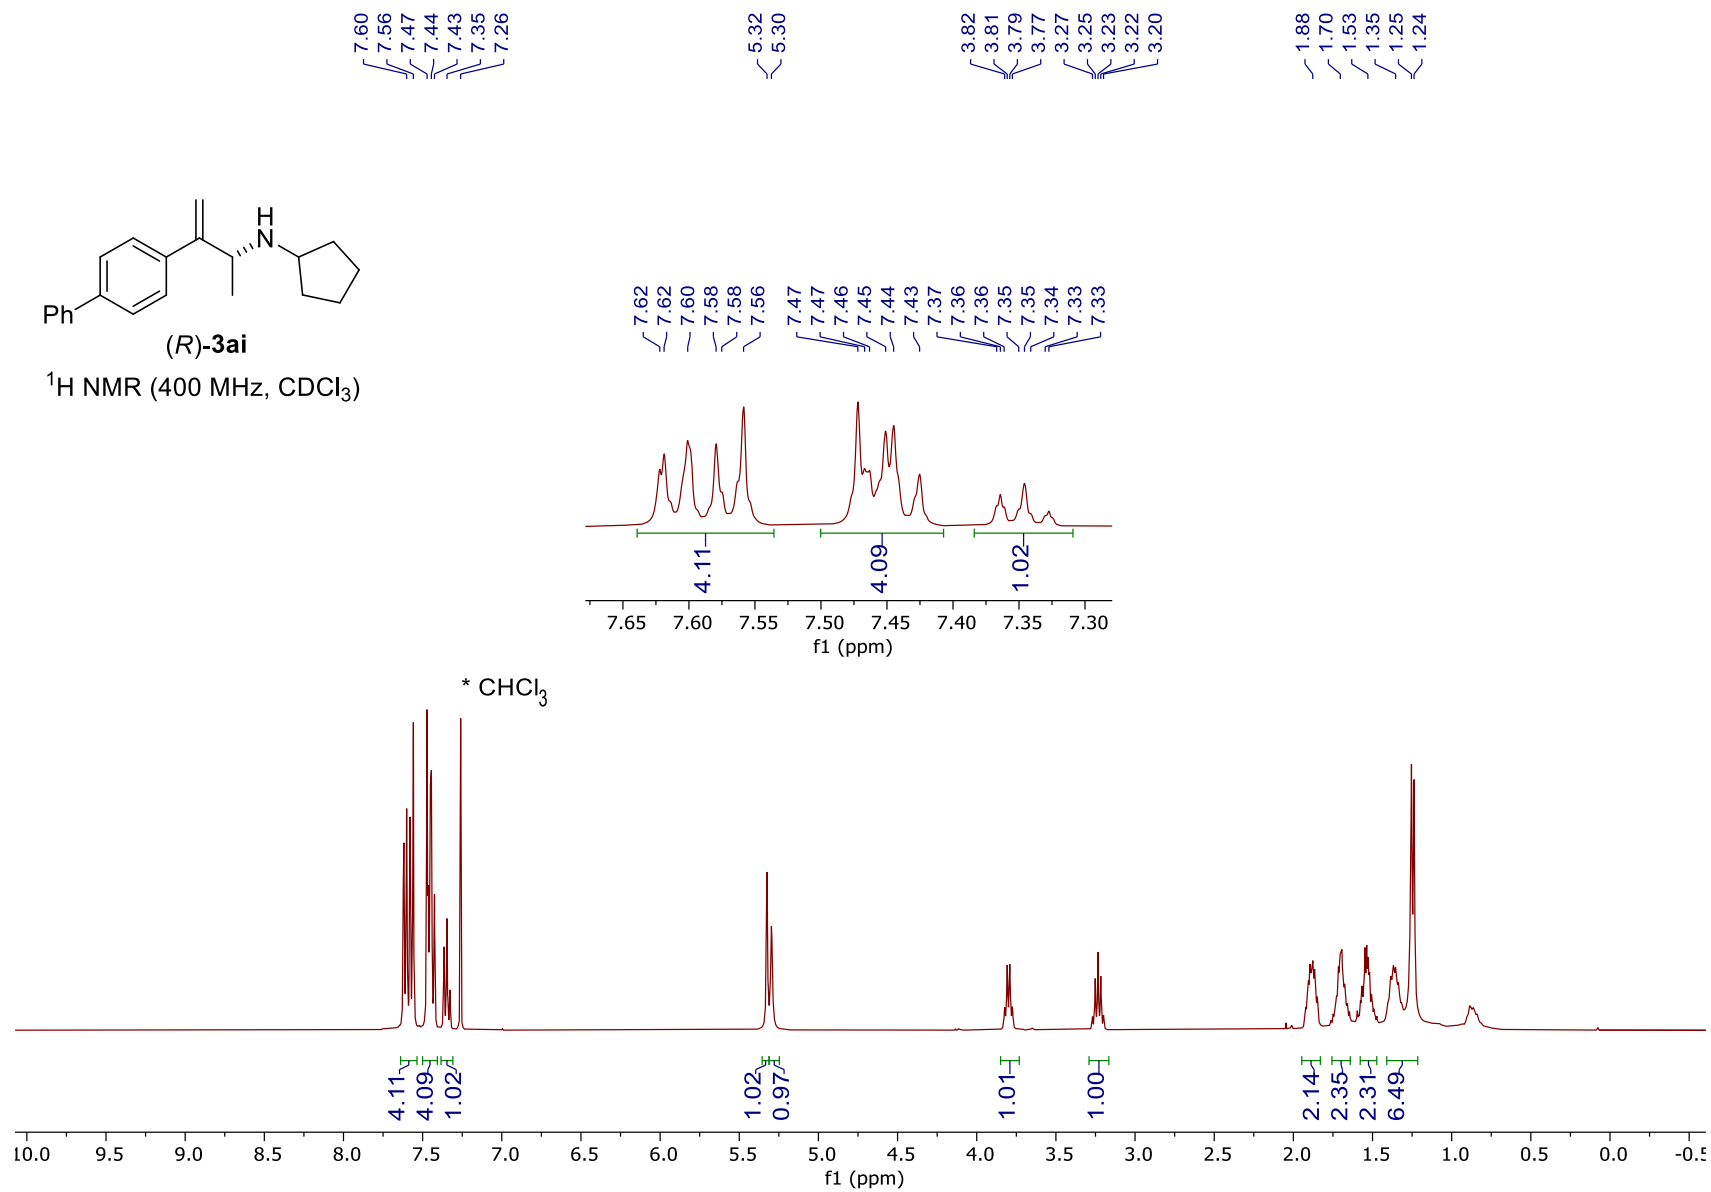 7.60 7.56 7.47 7.44 7.43 7.35 7.26 5.32 5.30 3.82 3.81 3.79 3.77 3.27 3.25 3.23 3.22 3.20 1.88 1.70 1.53 1.35 1.25 1.24
H
N
Ph
(R)-3ai
¹H NMR (400 MHz, CDCl₃)
7.62 7.62 7.60 7.58 7.58 7.56 7.47 7.47 7.46 7.45 7.44 7.43 7.37 7.36 7.36 7.35 7.35 7.34 7.33 7.33
4.11 4.09 1.02
7.65 7.60 7.55 7.50 7.45 7.40 7.35 7.30
f1 (ppm)
* CHCl₃
4.11 4.09 1.02 1.02 0.97 1.01 1.00 2.14 2.35 2.31 6.49
10.0 9.5 9.0 8.5 8.0 7.5 7.0 6.5 6.0 5.5 5.0 4.5 4.0 3.5 3.0 2.5 2.0 1.5 1.0 0.5 0.0 -0.5
f1 (ppm)